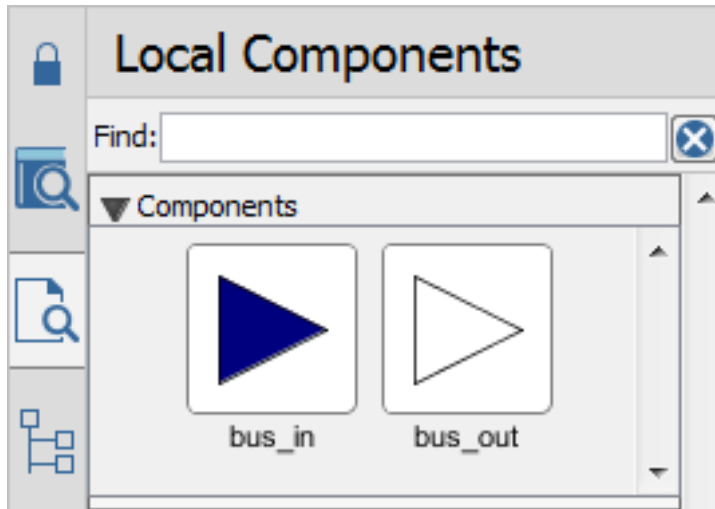 Local Components
Find:
Components
bus_in
bus_out